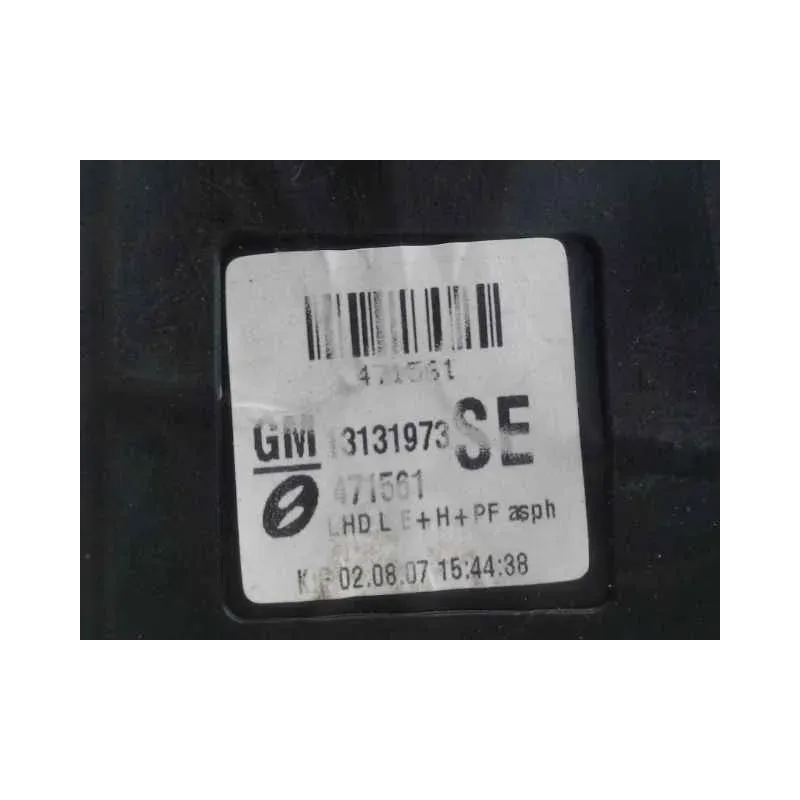 471561
GM 13131973 SE
471561
LHD L E+H+PF asph
02.08.07 15:44:38